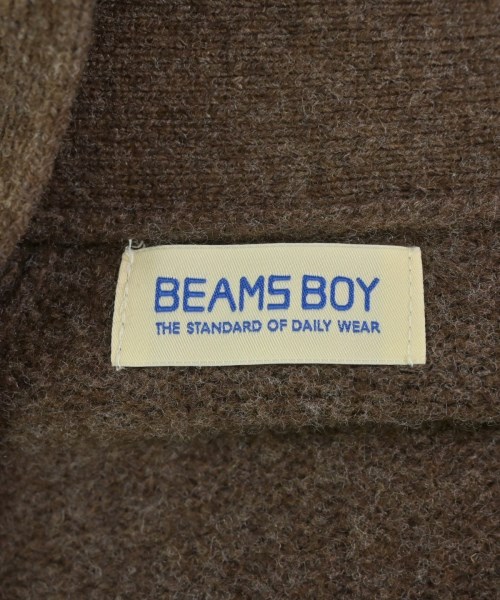 BEAMS BOY
THE STANDARD OF DAILY WEAR